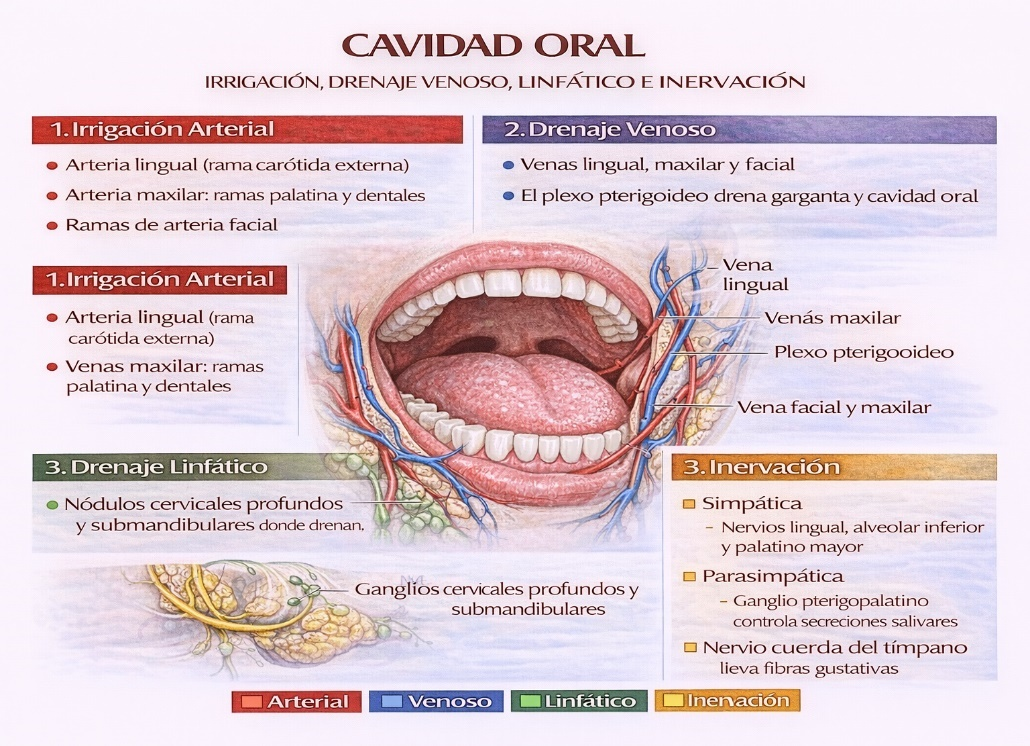 CAVIDAD ORAL
IRRIGACIÓN, DRENAJE VENOSO, LINFÁTICO E INERVACIÓN
1. Irrigación Arterial
Arteria lingual (rama carótida externa)
Arteria maxilar: ramas palatina y dentales
Ramas de arteria facial
2. Drenaje Venoso
Venas lingual, maxilar y facial
El plexo pterigoideo drena garganta y cavidad oral
1. Irrigación Arterial
Arteria lingual (rama
carótida externa)
Venas maxilar: ramas
palatina y dentales
Vena
lingual
Venás maxilar
Plexo pterigooideo
Vena facial y maxilar
3. Drenaje Linfático
Nódulos cervicales profundos
y submandibulares donde drenan.
Ganglios cervicales profundos y
submandibulares
3. Inervación
Simpática
– Nervios lingual, alveolar inferior
y palatino mayor
Parasimpática
– Ganglio pterigopalatino
controla secreciones salivares
Nervio cuerda del tímpano
lieva fibras gustativas
Arterial
Venoso
Linfático
Inervación